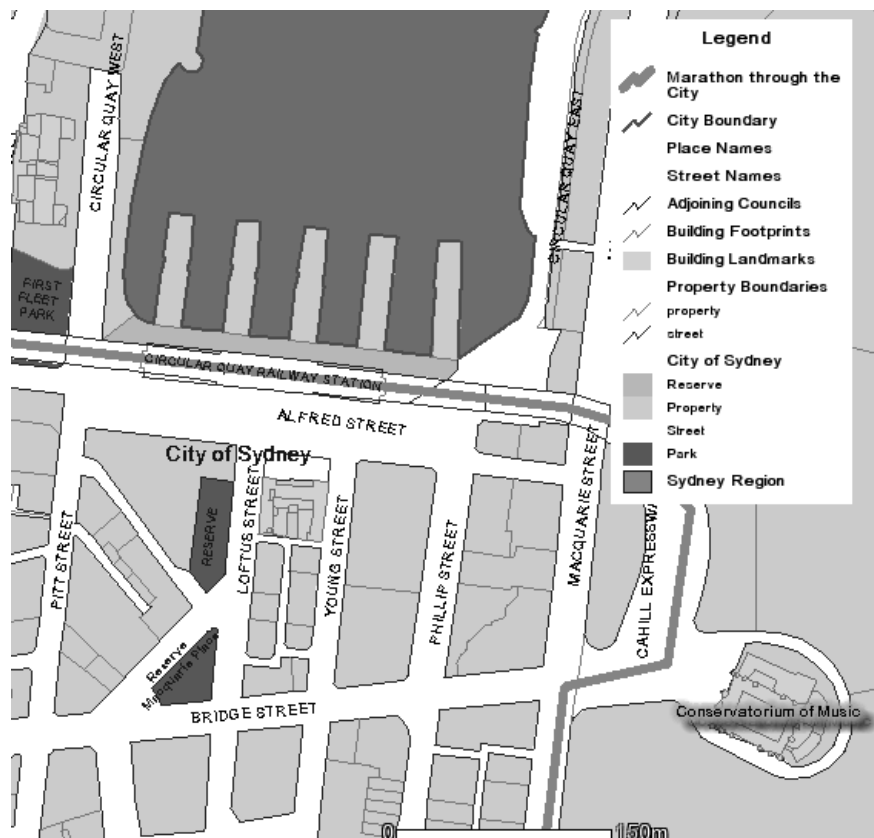 CIRCULAR QUAY WEST
CIRCULAR QUAY EAST
FIRST
FLEET
PARK
CIRCULAR QUAY RAILWAY STATION
ALFRED STREET
City of Sydney
RESERVE
LOFTUS STREET
YOUNG STREET
PITT STREET
PHILLIP STREET
MACQUARIE STREET
CAHILL EXPRESSWA
Reserve
Macquarie Place
BRIDGE STREET
Conservatorium of Music
0
150m
Legend
Marathon through the
City
City Boundary
Place Names
Street Names
Adjoining Councils
Building Footprints
Building Landmarks
Property Boundaries
property
street
City of Sydney
Reserve
Property
Street
Park
Sydney Region